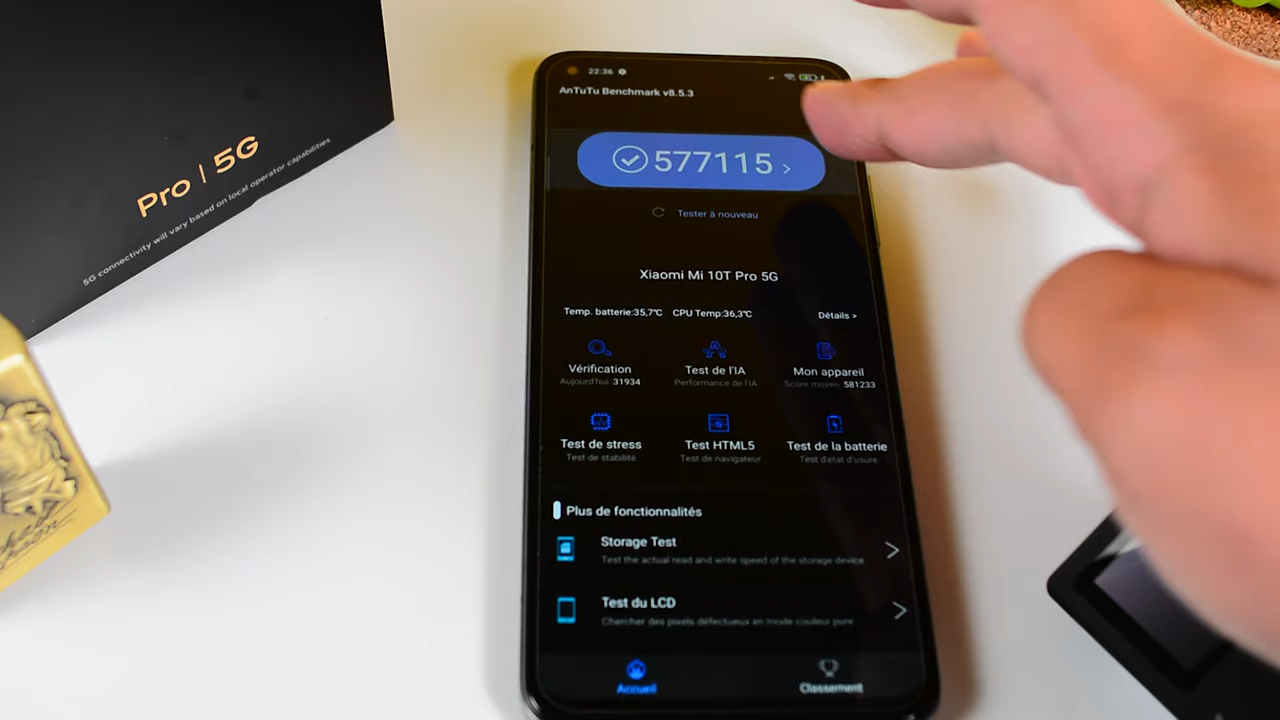 Pro | 5G
5G connectivity will vary based on local operator capabilities
22:36
AnTuTu Benchmark v8.5.3
577115 >
Tester à nouveau
Xiaomi Mi 10T Pro 5G
Temp. batterie:35,7℃ CPU Temp:36,3℃ Détails >
Vérification Test de l'IA Mon appareil
Aujourd'hui 31934 Performance de l'IA Score moyen 581233
Test de stress Test HTML5 Test de la batterie
Test de stabilité Test de navigateur Test d'état d'usure
Plus de fonctionnalités
Storage Test
Test the actual read and write speed of the storage device
Test du LCD
Chercher des pixels défectueux en mode couleur pure
Accueil Classement